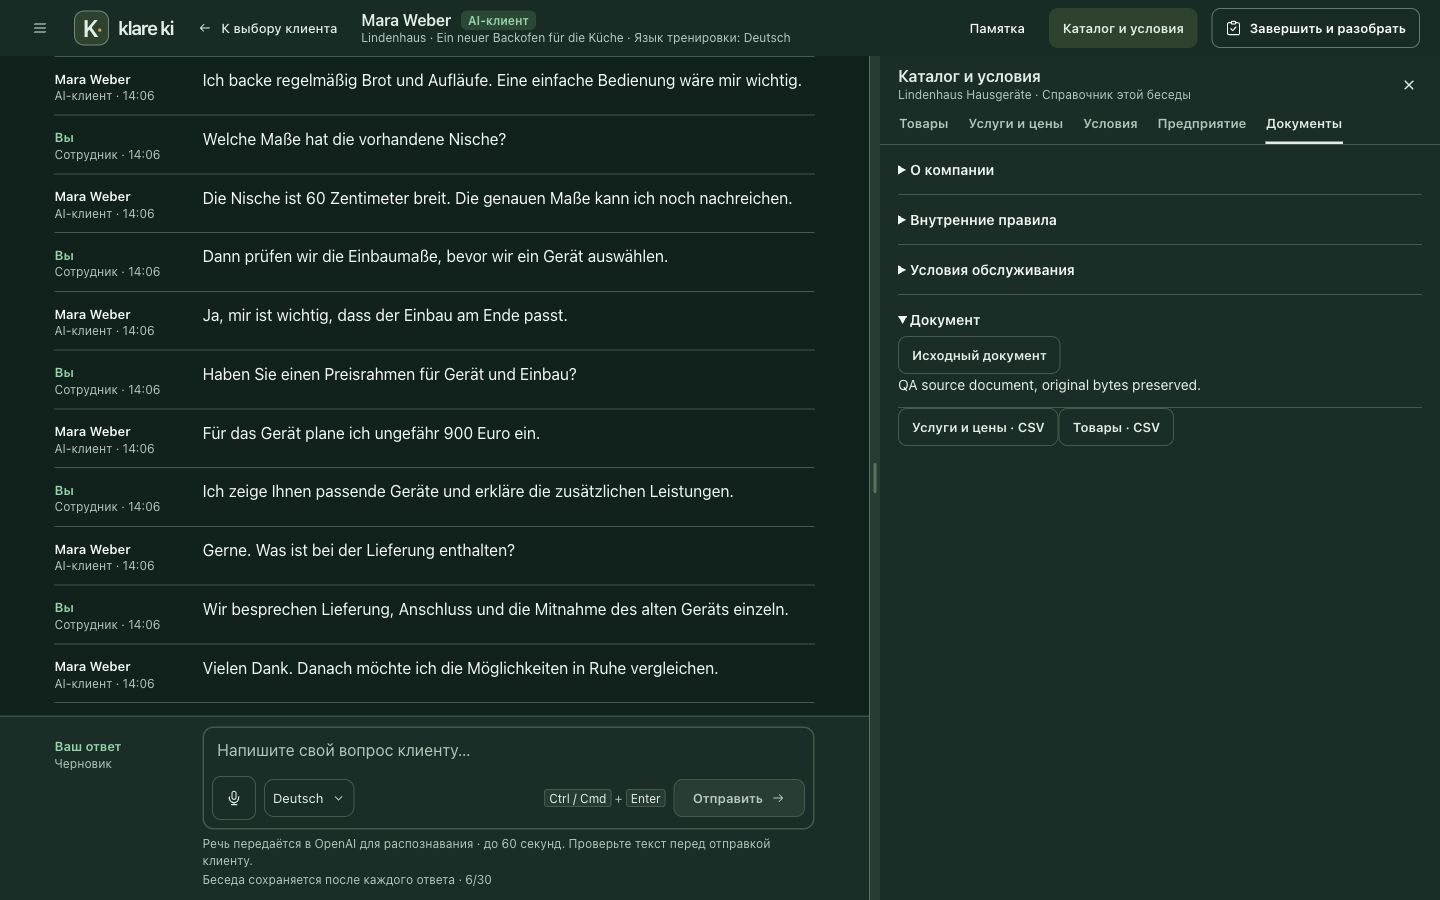 K.
klare ki
← К выбору клиента
Mara Weber AI-клиент
Lindenhaus · Ein neuer Backofen für die Küche · Язык тренировки: Deutsch
Памятка
Каталог и условия
Завершить и разобрать
Mara Weber
AI-клиент · 14:06
Ich backe regelmäßig Brot und Aufläufe. Eine einfache Bedienung wäre mir wichtig.
Вы
Сотрудник · 14:06
Welche Maße hat die vorhandene Nische?
Mara Weber
AI-клиент · 14:06
Die Nische ist 60 Zentimeter breit. Die genauen Maße kann ich noch nachreichen.
Вы
Сотрудник · 14:06
Dann prüfen wir die Einbaumaße, bevor wir ein Gerät auswählen.
Mara Weber
AI-клиент · 14:06
Ja, mir ist wichtig, dass der Einbau am Ende passt.
Вы
Сотрудник · 14:06
Haben Sie einen Preisrahmen für Gerät und Einbau?
Mara Weber
AI-клиент · 14:06
Für das Gerät plane ich ungefähr 900 Euro ein.
Вы
Сотрудник · 14:06
Ich zeige Ihnen passende Geräte und erkläre die zusätzlichen Leistungen.
Mara Weber
AI-клиент · 14:06
Gerne. Was ist bei der Lieferung enthalten?
Вы
Сотрудник · 14:06
Wir besprechen Lieferung, Anschluss und die Mitnahme des alten Geräts einzeln.
Mara Weber
AI-клиент · 14:06
Vielen Dank. Danach möchte ich die Möglichkeiten in Ruhe vergleichen.
Ваш ответ
Черновик
Напишите свой вопрос клиенту...
Deutsch
Ctrl / Cmd + Enter
Отправить →
Речь передаётся в OpenAI для распознавания · до 60 секунд. Проверьте текст перед отправкой
клиенту.
Беседа сохраняется после каждого ответа · 6/30
Каталог и условия
Lindenhaus Hausgeräte · Справочник этой беседы
Товары Услуги и цены Условия Предприятие Документы
О компании
Внутренние правила
Условия обслуживания
Документ
Исходный документ
QA source document, original bytes preserved.
Услуги и цены · CSV Товары · CSV